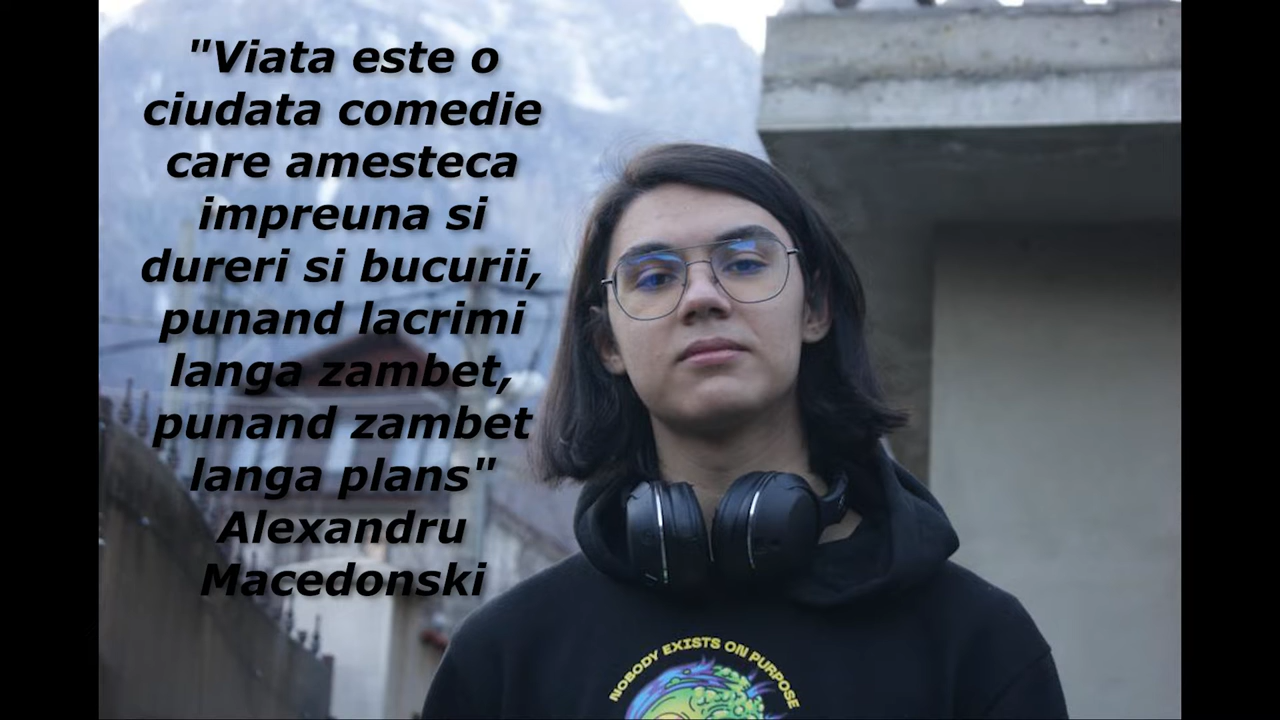 "Viata este o
ciudata comedie
care amesteca
impreuna si
dureri si bucurii,
punand lacrimi
langa zambet,
punand zambet
langa plans"
Alexandru
Macedonski
NOBODY EXISTS ON PURPOSE